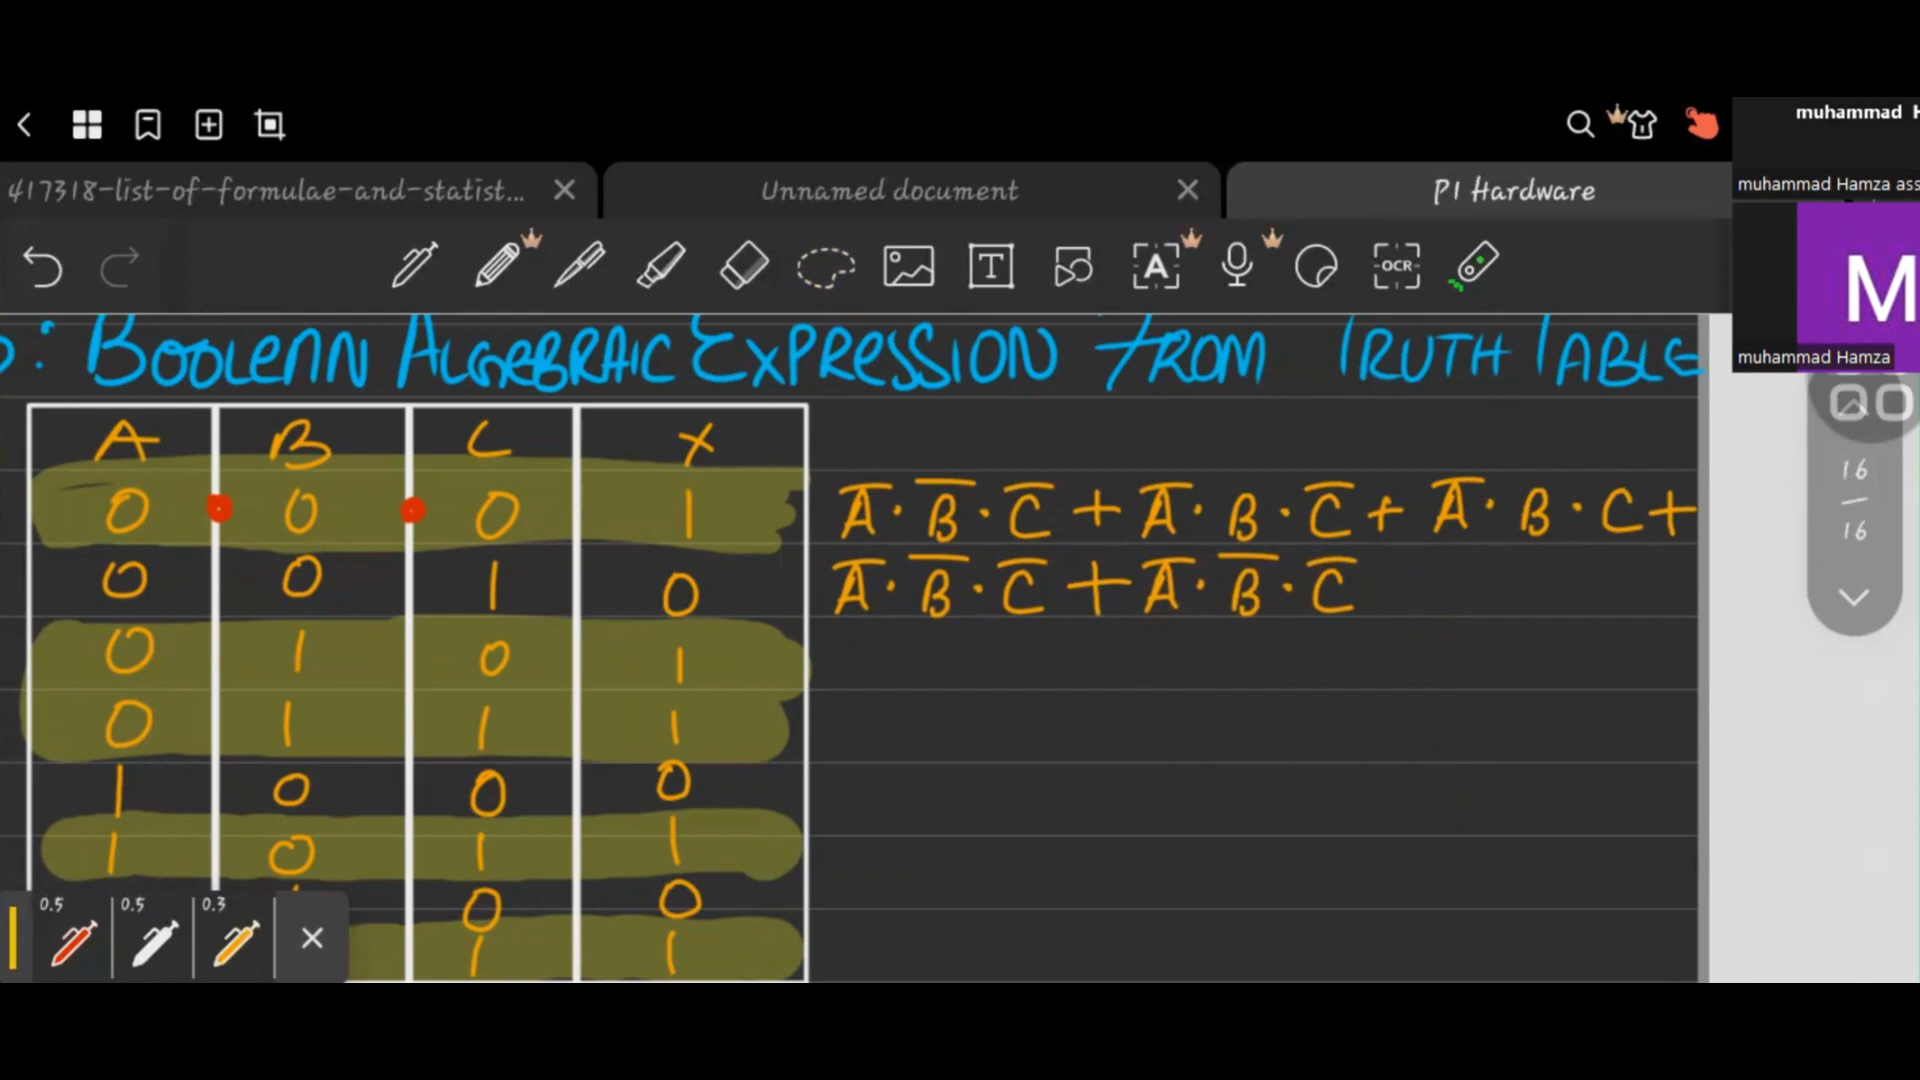 muhammad H
muhammad Hamza ass
417318-list-of-formulae-and-statist...
Unnamed document
P1 Hardware
M
muhammad Hamza
A
T
A
OCR
: BOOLEAN ALGEBRAIC EXPRESSION FROM TRUTH TABLE
A B C X
0 0 0 1
0 0 1 0
0 1 0 1
0 1 1 1
1 0 0 0
1 0 1 1
0 0
1 1
A̅·B̅·C̅+A̅·B·C̅+A̅·B·C+
A̅·B̅·C̅+A̅·B̅·C̅
16
16
0.5 0.5 0.3